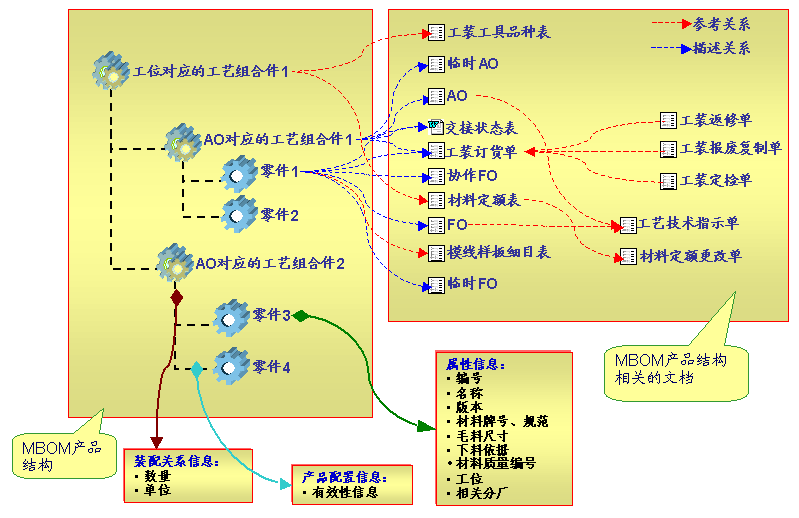 工位对应的工艺组合件1
AO对应的工艺组合件1
零件1
零件2
AO对应的工艺组合件2
零件3
零件4
MBOM产品
结构
工装工具品种表
临时AO
AO
交接状态表
工装订货单
协作FO
材料定额表
FO
模线样板细目表
临时FO
参考关系
描述关系
工装返修单
工装报废复制单
工装定检单
工艺技术指示单
材料定额更改单
MBOM产品结构
相关的文档
装配关系信息:
·数量
·单位
产品配置信息:
·有效性信息
属性信息:
·编号
·名称
·版本
·材料牌号、规范
·毛料尺寸
·下料依据
·材料质量编号
·工位
·相关分厂